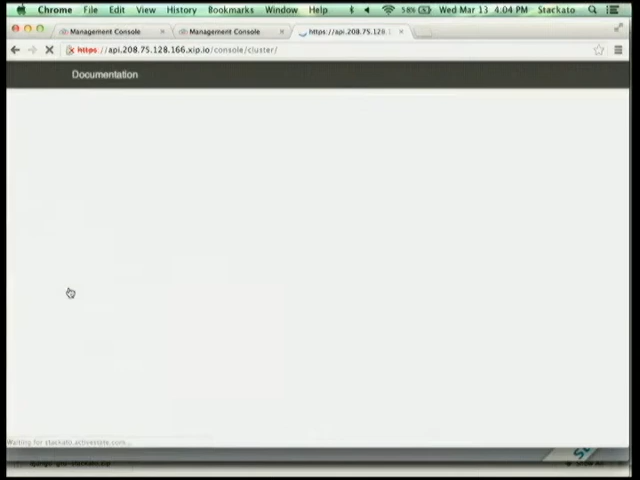 Chrome File Edit View History Bookmarks Window Help 58% Wed Mar 13 4:04 PM Stackato
Management Console Management Console https://api.208.75.128.1
https://api.208.75.128.166.xip.io/console/cluster/
Documentation
Waiting for stackato.activestate.com...